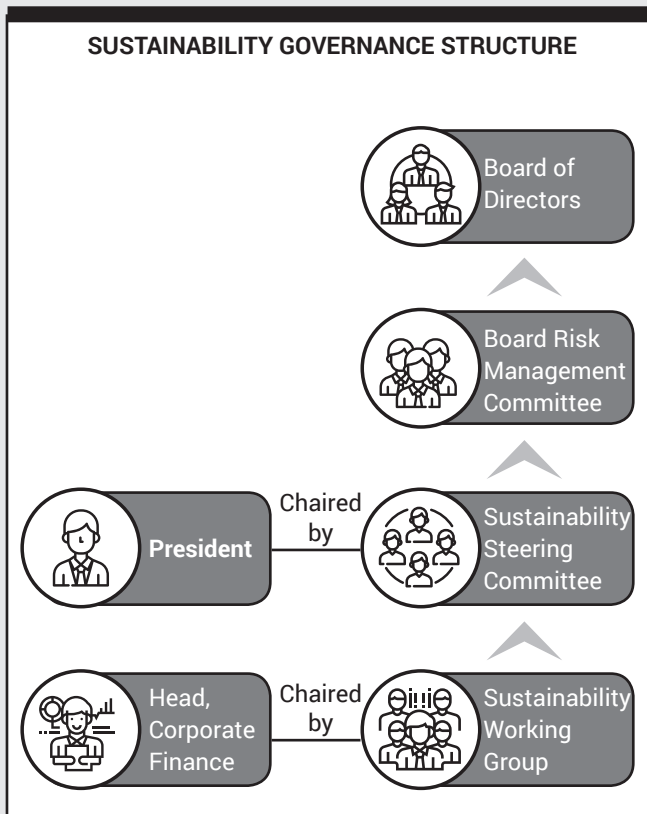 SUSTAINABILITY GOVERNANCE STRUCTURE
Board of
Directors
Board Risk
Management
Committee
President
Chaired
by
Sustainability
Steering
Committee
Head,
Corporate
Finance
Chaired
by
Sustainability
Working
Group